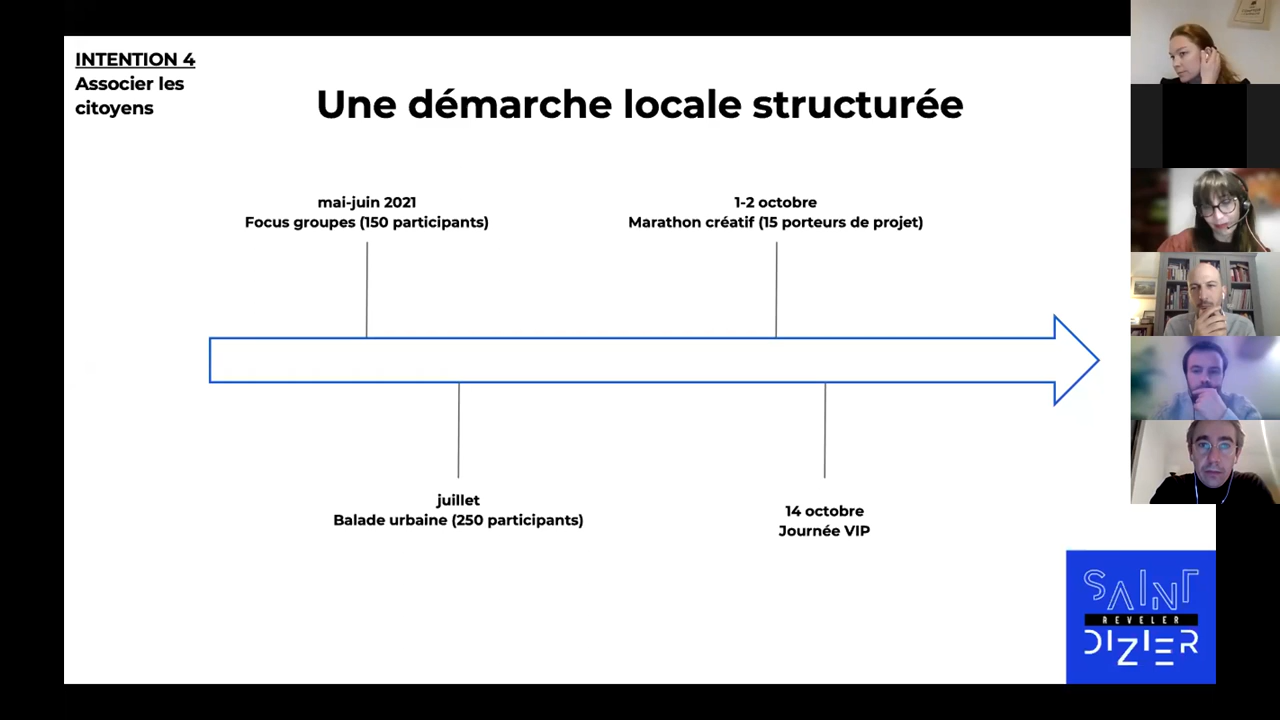 INTENTION 4
Associer les
citoyens
Une démarche locale structurée
mai-juin 2021
Focus groupes (150 participants)
1-2 octobre
Marathon créatif (15 porteurs de projet)
juillet
Balade urbaine (250 participants)
14 octobre
Journée VIP
SAINT
REVELER
DIZIER